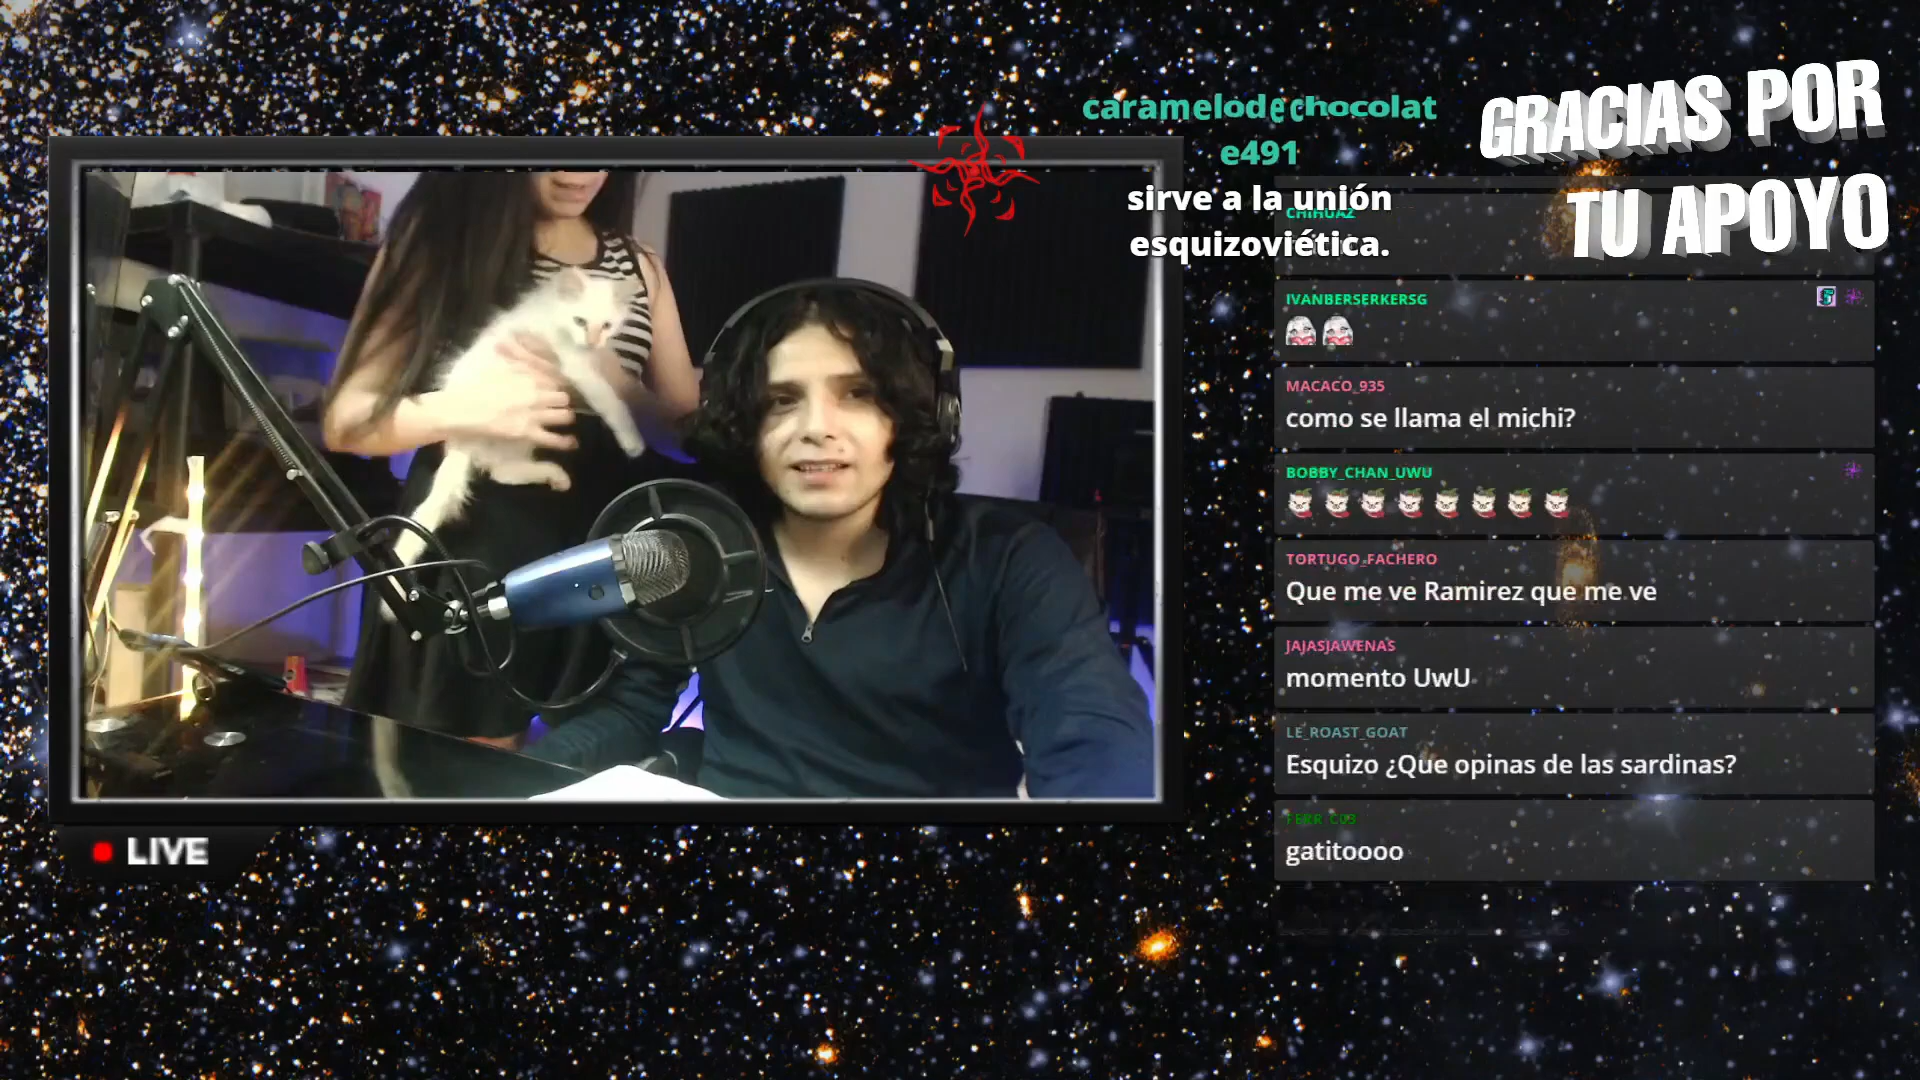 caramelodechocolat
e491
sirve a la unión
esquizoviética.
GRACIAS POR
TU APOYO
CHIHUAZ
IVANBERSERKERSG
MACACO_935
como se llama el michi?
BOBBY_CHAN_UWU
TORTUGO_FACHERO
Que me ve Ramirez que me ve
JAJASJAWENAS
momento UwU
LE_ROAST_GOAT
Esquizo ¿Que opinas de las sardinas?
FERR_C03
gatitoooo
LIVE